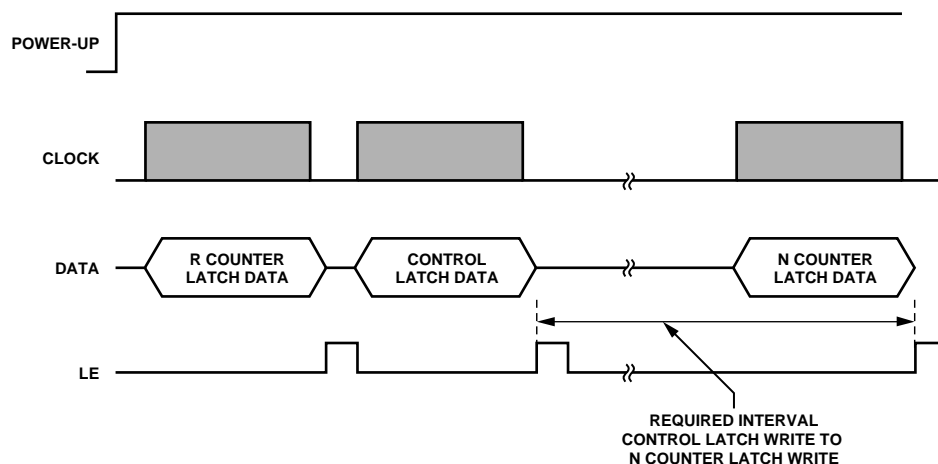 POWER-UP
CLOCK
DATA
R COUNTER
LATCH DATA
CONTROL
LATCH DATA
N COUNTER
LATCH DATA
LE
REQUIRED INTERVAL
CONTROL LATCH WRITE TO
N COUNTER LATCH WRITE